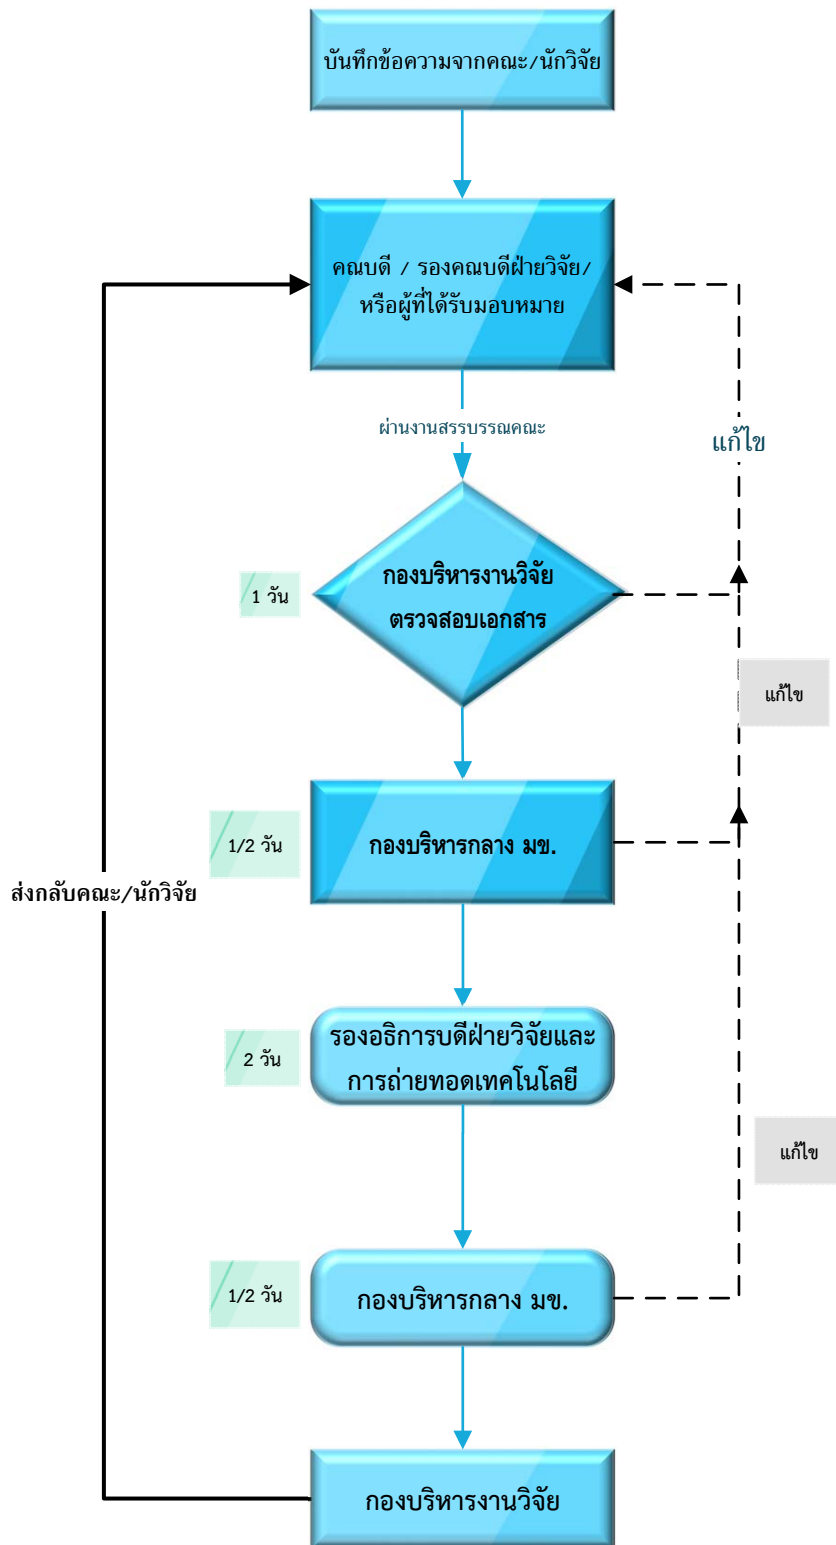 บันทึกข้อความจากคณะ/นักวิจัย
คณบดี / รองคณบดีฝ่ายวิจัย/
หรือผู้ที่ได้รับมอบหมาย
ผ่านงานสรรบรรณคณะ
แก้ไข
กองบริหารงานวิจัย
ตรวจสอบเอกสาร
1 วัน
แก้ไข
กองบริหารกลาง มข.
1/2 วัน
ส่งกลับคณะ/นักวิจัย
รองอธิการบดีฝ่ายวิจัยและ
การถ่ายทอดเทคโนโลยี
2 วัน
แก้ไข
กองบริหารกลาง มข.
1/2 วัน
กองบริหารงานวิจัย